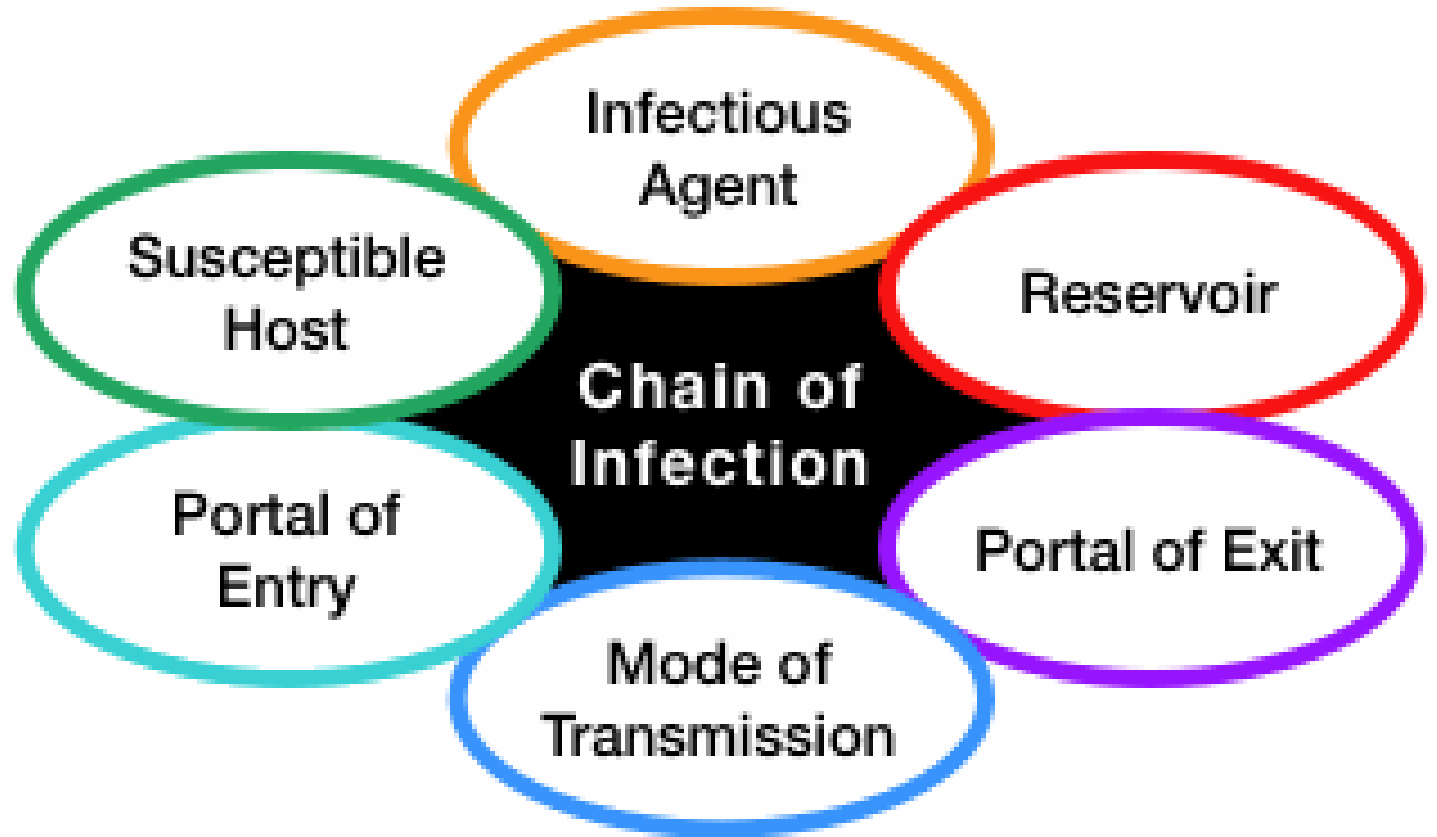 Infectious
Agent
Reservoir
Portal of Exit
Mode of
Transmission
Portal of
Entry
Susceptible
Host
Chain of
Infection